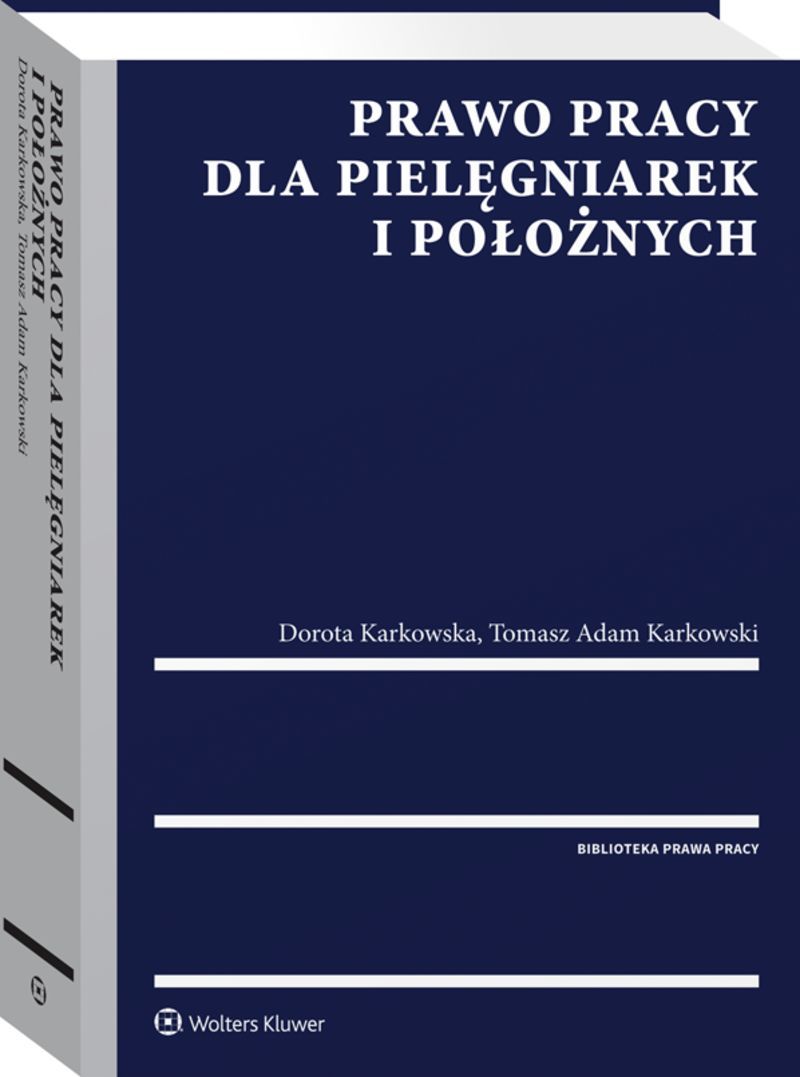 PRAWO PRACY
DLA PIELĘGNIAREK
I POŁOŻNYCH
Dorota Karkowska, Tomasz Adam Karkowski
BIBLIOTEKA PRAWA PRACY
Wolters Kluwer
PRAWO PRACY DLA PIELĘGNIAREK
I POŁOŻNYCH
Dorota Karkowska, Tomasz Adam Karkowski